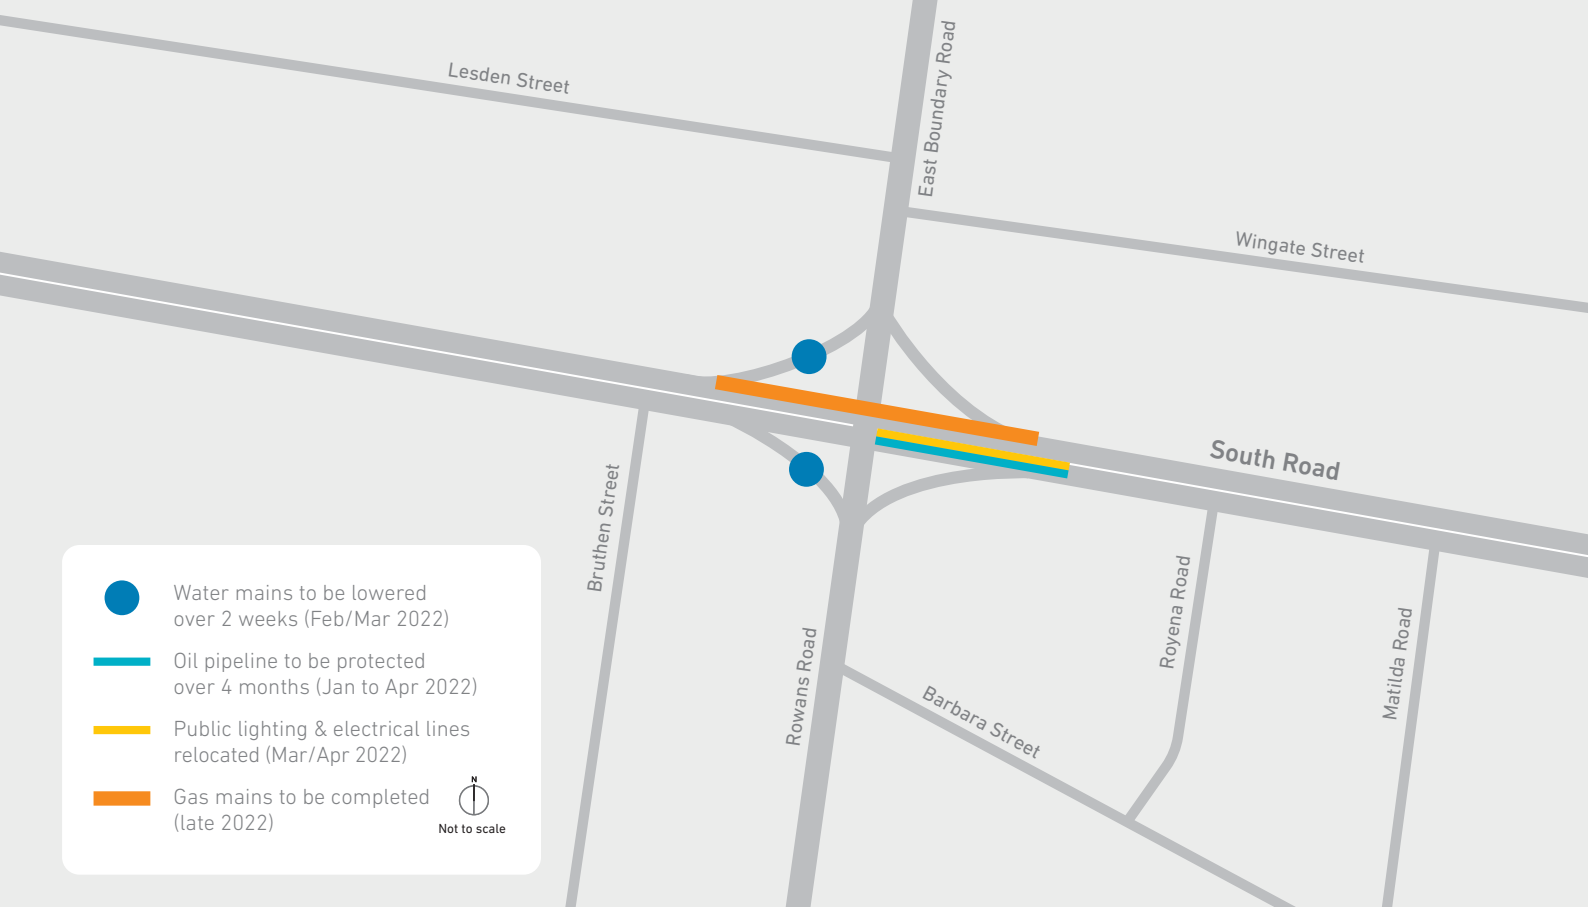 Lesden Street
East Boundary Road
Wingate Street
South Road
Bruthen Street
Rowans Road
Barbara Street
Royena Road
Matilda Road
Water mains to be lowered
over 2 weeks (Feb/Mar 2022)
Oil pipeline to be protected
over 4 months (Jan to Apr 2022)
Public lighting & electrical lines
relocated (Mar/Apr 2022)
Gas mains to be completed
(late 2022)
N
Not to scale